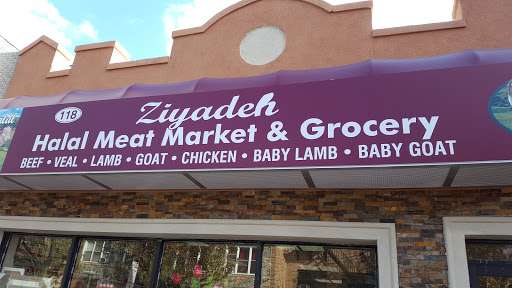 118
Ziyadeh
Halal Meat Market & Grocery
BEEF • VEAL • LAMB • GOAT • CHICKEN • BABY LAMB • BABY GOAT